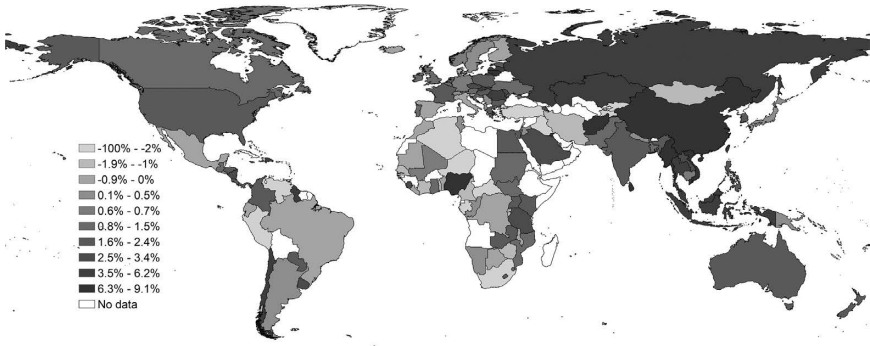 -100% - -2%
-1.9% - -1%
-0.9% - 0%
0.1% - 0.5%
0.6% - 0.7%
0.8% - 1.5%
1.6% - 2.4%
2.5% - 3.4%
3.5% - 6.2%
6.3% - 9.1%
No data